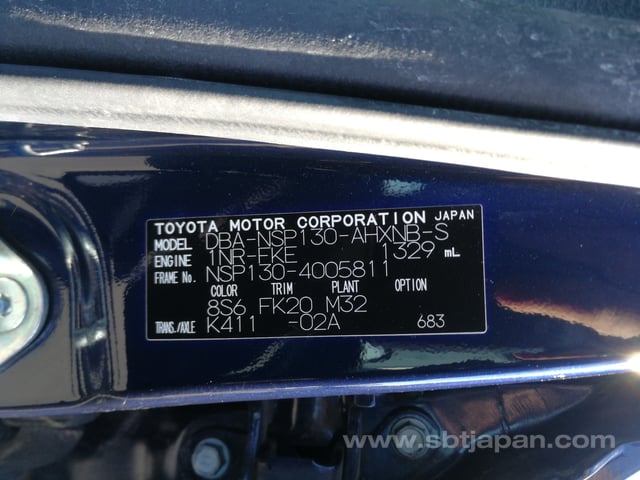 TOYOTA MOTOR CORPORATION JAPAN
MODEL DBA-NSP130-AHXNB-S
ENGINE 1NR-FKE 1329 mL
FRAME NO. NSP130-4005811
COLOR TRIM PLANT OPTION
8S6 FK20 M32
TRANS./AXLE K411 -02A 683
www.sbtjapan.com